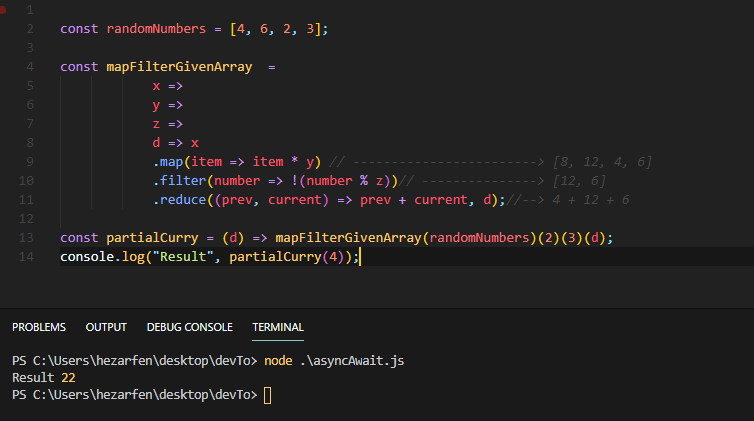 1
2 const randomNumbers = [4, 6, 2, 3];
3
4 const mapFilterGivenArray  =
5             x =>
6             y =>
7             z =>
8             d => x
9             .map(item => item * y) // ------------------------> [8, 12, 4, 6]
10            .filter(number => !(number % z))// ---------------> [12, 6]
11            .reduce((prev, current) => prev + current, d);//--> 4 + 12 + 6
12
13 const partialCurry = (d) => mapFilterGivenArray(randomNumbers)(2)(3)(d);
14 console.log("Result", partialCurry(4));
PROBLEMS OUTPUT DEBUG CONSOLE TERMINAL
PS C:\Users\hezarfen\desktop\devTo> node .\asyncAwait.js
Result 22
PS C:\Users\hezarfen\desktop\devTo>